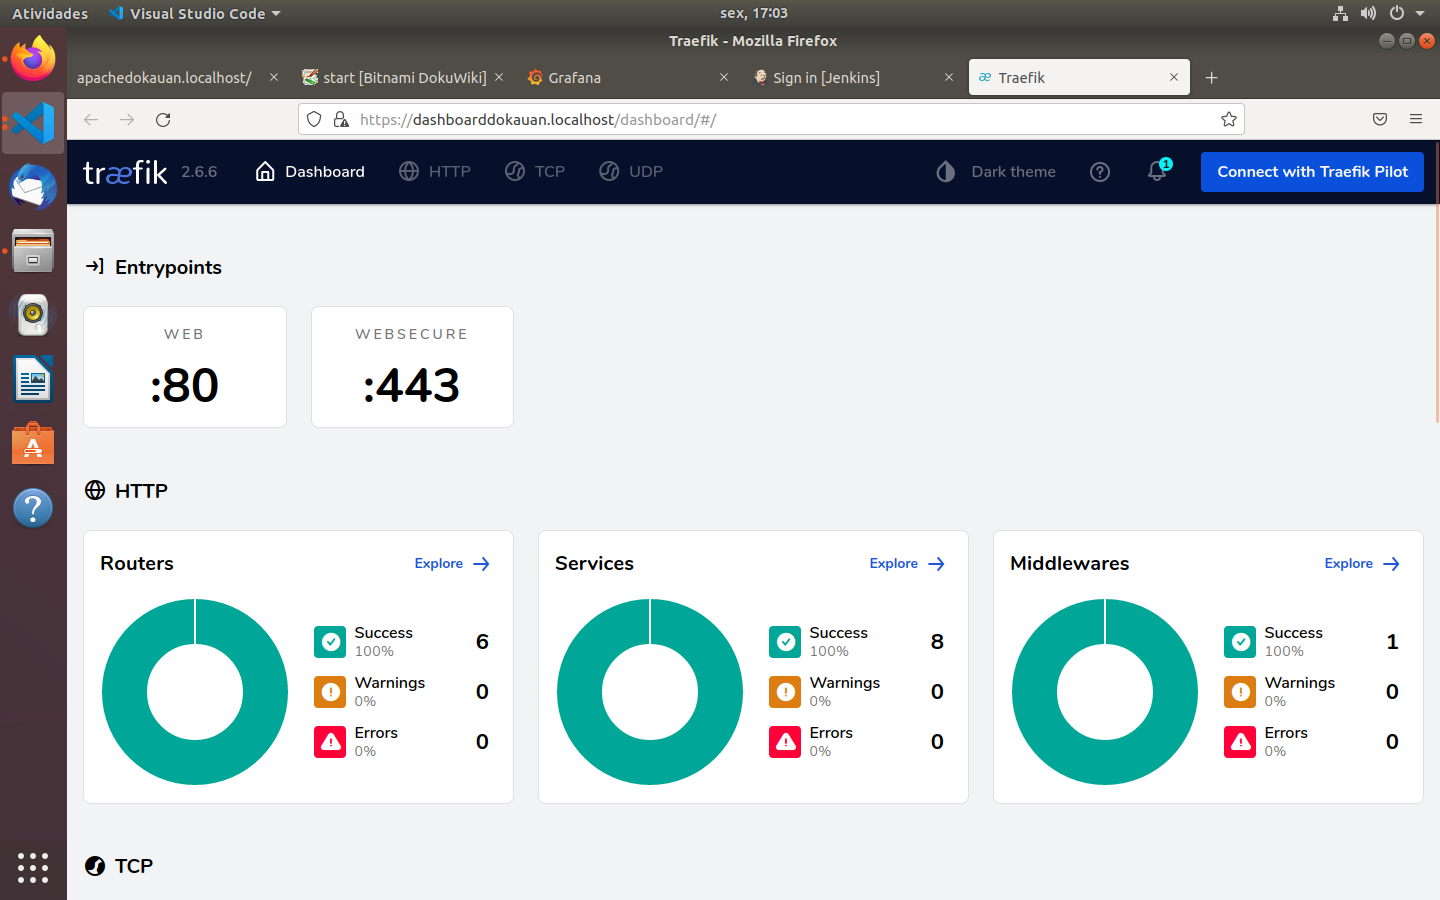 Atividades Visual Studio Code sex, 17:03
Traefik - Mozilla Firefox
apachedokauan.localhost/ start [Bitnami DokuWiki] Grafana Sign in [Jenkins] Traefik
https://dashboarddokauan.localhost/dashboard/#/
træfik 2.6.6 Dashboard HTTP TCP UDP Dark theme 1 Connect with Traefik Pilot
Entrypoints
WEB WEBSECURE
:80 :443
HTTP
Routers Explore Services Explore Middlewares Explore
Success 6 Success 8 Success 1
100% 100% 100%
Warnings 0 Warnings 0 Warnings 0
0% 0% 0%
Errors 0 Errors 0 Errors 0
0% 0% 0%
TCP